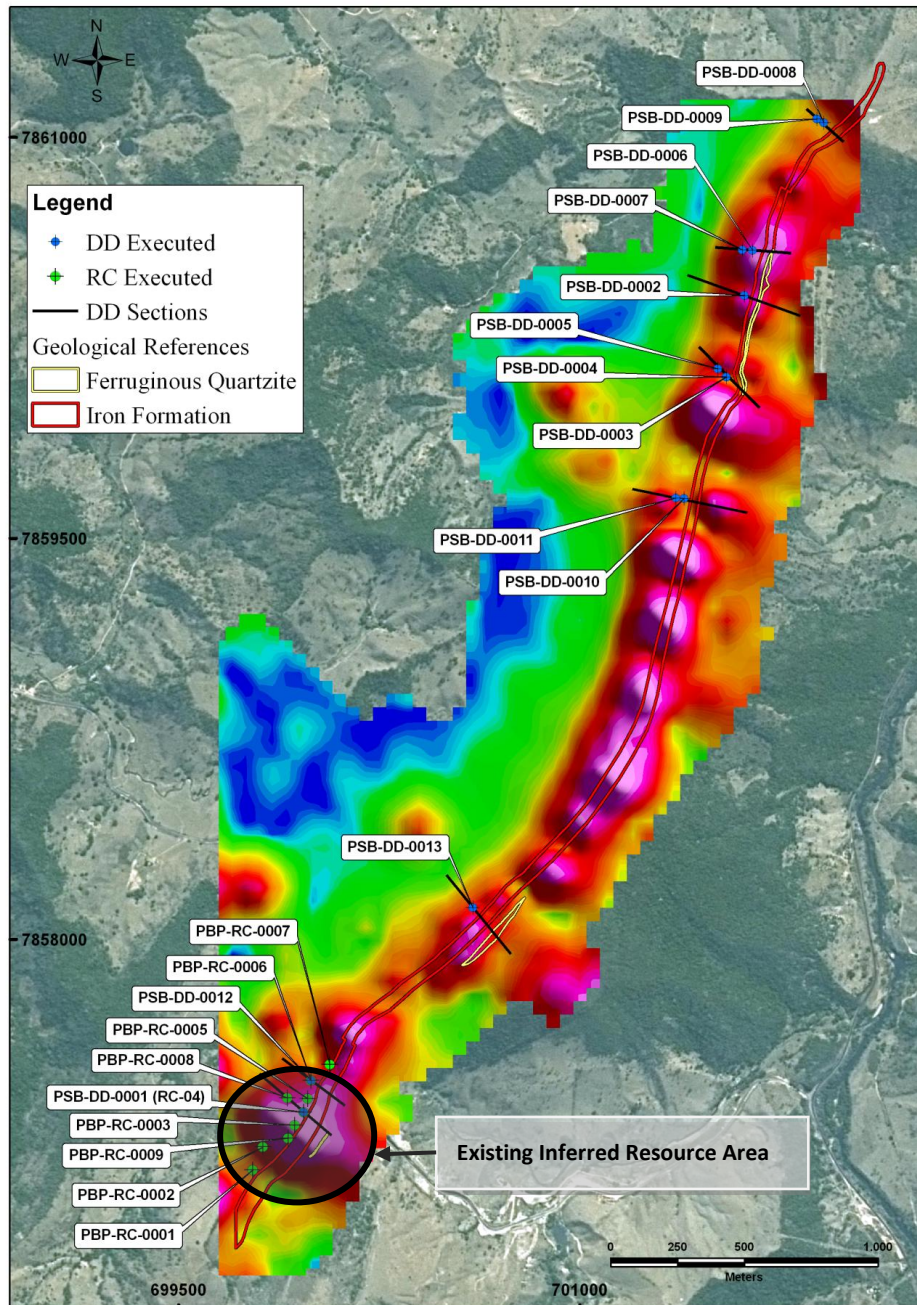 N
W E
S
PSB-DD-0008
PSB-DD-0009
7861000
PSB-DD-0006
PSB-DD-0007
Legend
DD Executed
RC Executed
DD Sections
Geological References
Ferruginous Quartzite
Iron Formation
PSB-DD-0002
PSB-DD-0005
PSB-DD-0004
PSB-DD-0003
7859500
PSB-DD-0011
PSB-DD-0010
PSB-DD-0013
7858000
PBP-RC-0007
PBP-RC-0006
PSB-DD-0012
PBP-RC-0005
PBP-RC-0008
PSB-DD-0001 (RC-04)
PBP-RC-0003
PBP-RC-0009
PBP-RC-0002
PBP-RC-0001
Existing Inferred Resource Area
0 250 500 1,000
Meters
699500 701000